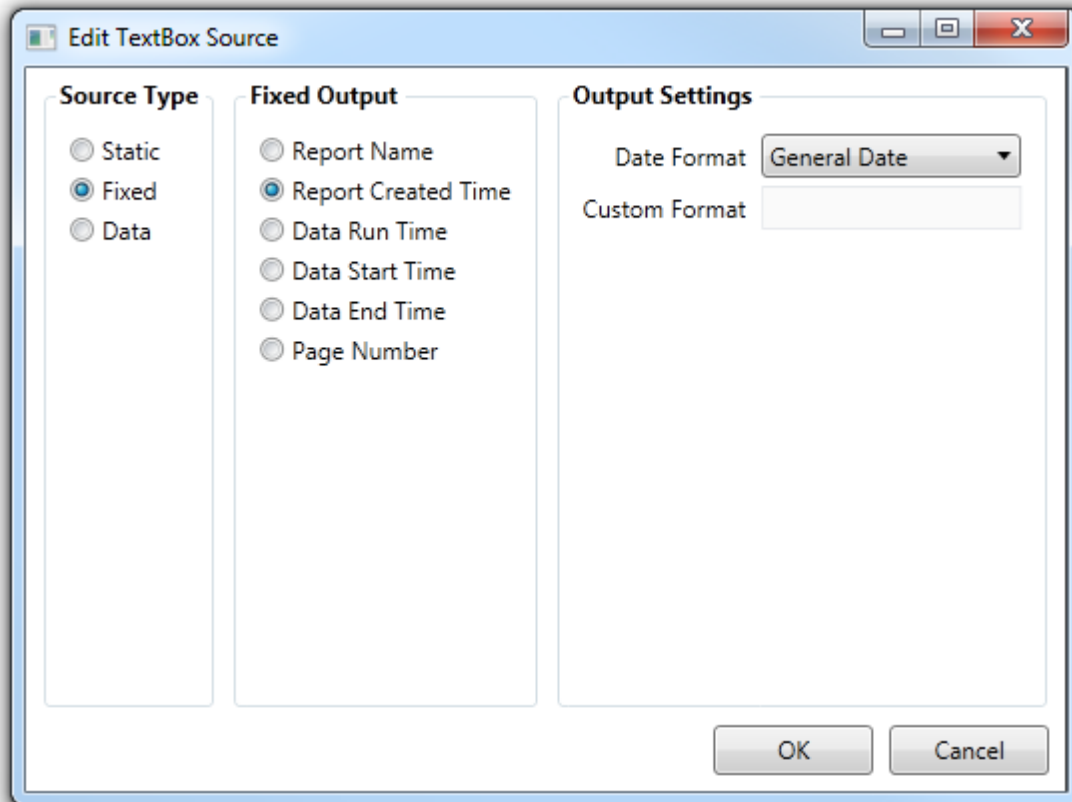 Edit TextBox Source
Source Type
Static
Fixed
Data
Fixed Output
Report Name
Report Created Time
Data Run Time
Data Start Time
Data End Time
Page Number
Output Settings
Date Format General Date
Custom Format
OK Cancel